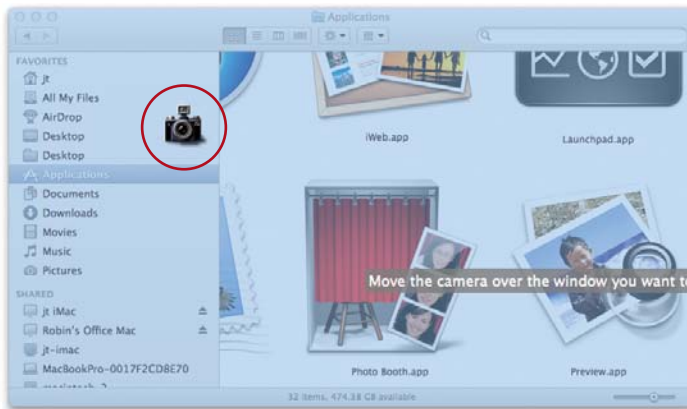 Applications
FAVORITES
jt
All My Files
AirDrop
Desktop
Desktop
Applications
Documents
Downloads
Movies
Music
Pictures
SHARED
jt iMac
Robin's Office Mac
jt-imac
MacBookPro-0017F2CD8E70
iWeb.app
Launchpad.app
Move the camera over the window you want to
Photo Booth.app
Preview.app
32 items, 474.38 GB available